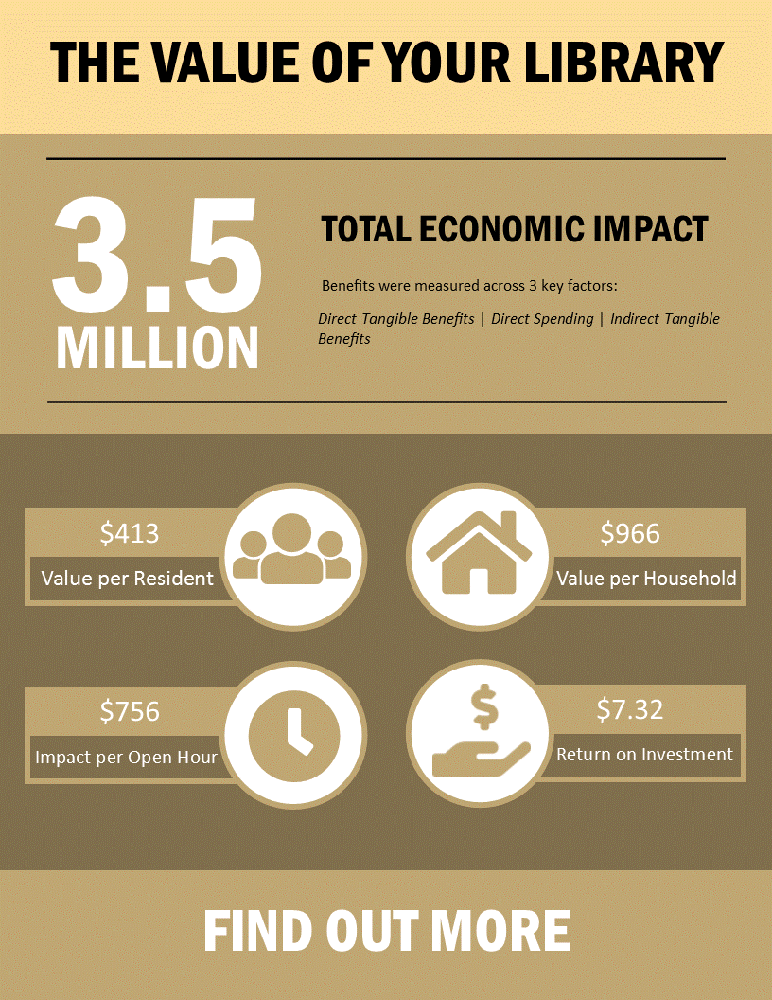 THE VALUE OF YOUR LIBRARY
3.5
MILLION
TOTAL ECONOMIC IMPACT
Benefits were measured across 3 key factors:
Direct Tangible Benefits | Direct Spending | Indirect Tangible
Benefits
$413
Value per Resident
$966
Value per Household
$756
Impact per Open Hour
$
$7.32
Return on Investment
FIND OUT MORE